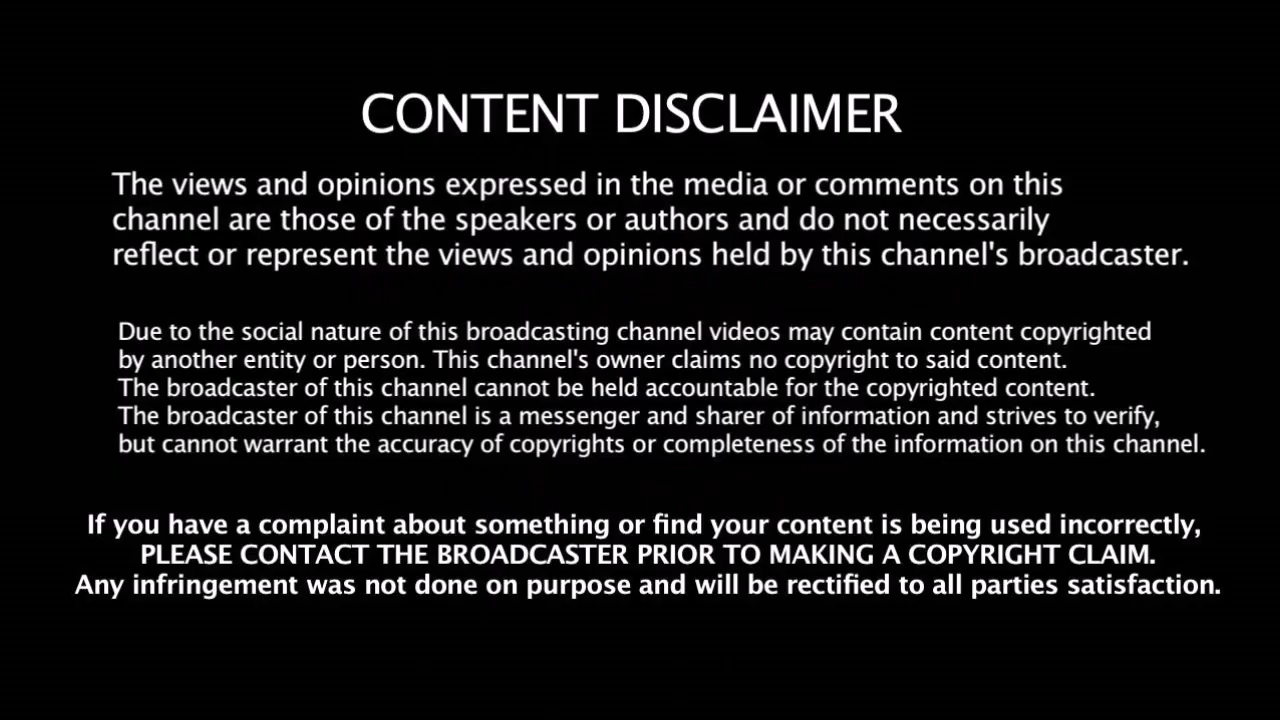 CONTENT DISCLAIMER
The views and opinions expressed in the media or comments on this
channel are those of the speakers or authors and do not necessarily
reflect or represent the views and opinions held by this channel's broadcaster.
Due to the social nature of this broadcasting channel videos may contain content copyrighted
by another entity or person. This channel's owner claims no copyright to said content.
The broadcaster of this channel cannot be held accountable for the copyrighted content.
The broadcaster of this channel is a messenger and sharer of information and strives to verify,
but cannot warrant the accuracy of copyrights or completeness of the information on this channel.
If you have a complaint about something or find your content is being used incorrectly,
PLEASE CONTACT THE BROADCASTER PRIOR TO MAKING A COPYRIGHT CLAIM.
Any infringement was not done on purpose and will be rectified to all parties satisfaction.